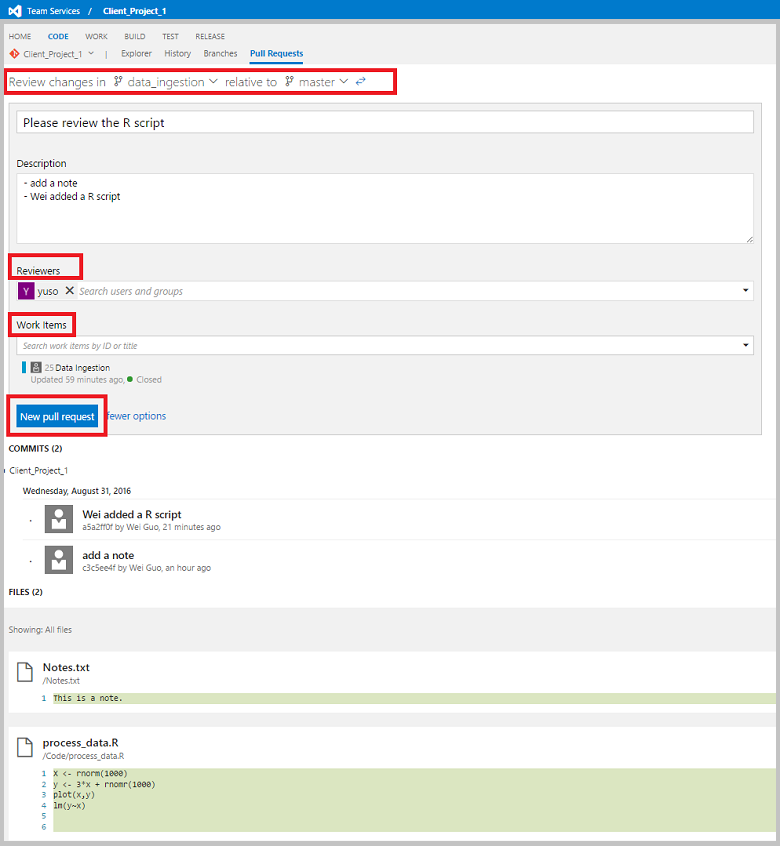 Team Services / Client_Project_1
HOME CODE WORK BUILD TEST RELEASE
Client_Project_1 | Explorer History Branches Pull Requests
Review changes in data_ingestion relative to master
Please review the R script
Description
- add a note
- Wei added a R script
Reviewers
Y yuso Search users and groups
Work Items
Search work items by ID or title
25 Data Ingestion
Updated 59 minutes ago, Closed
New pull request fewer options
COMMITS (2)
Client_Project_1
Wednesday, August 31, 2016
Wei added a R script
a5a2ff0f by Wei Guo, 21 minutes ago
add a note
c3c5ee4f by Wei Guo, an hour ago
FILES (2)
Showing: All files
Notes.txt
/Notes.txt
1 This is a note.
process_data.R
/Code/process_data.R
1 X <- rnorm(1000)
2 y <- 3*x + rnomr(1000)
3 plot(x,y)
4 lm(y~x)
5
6